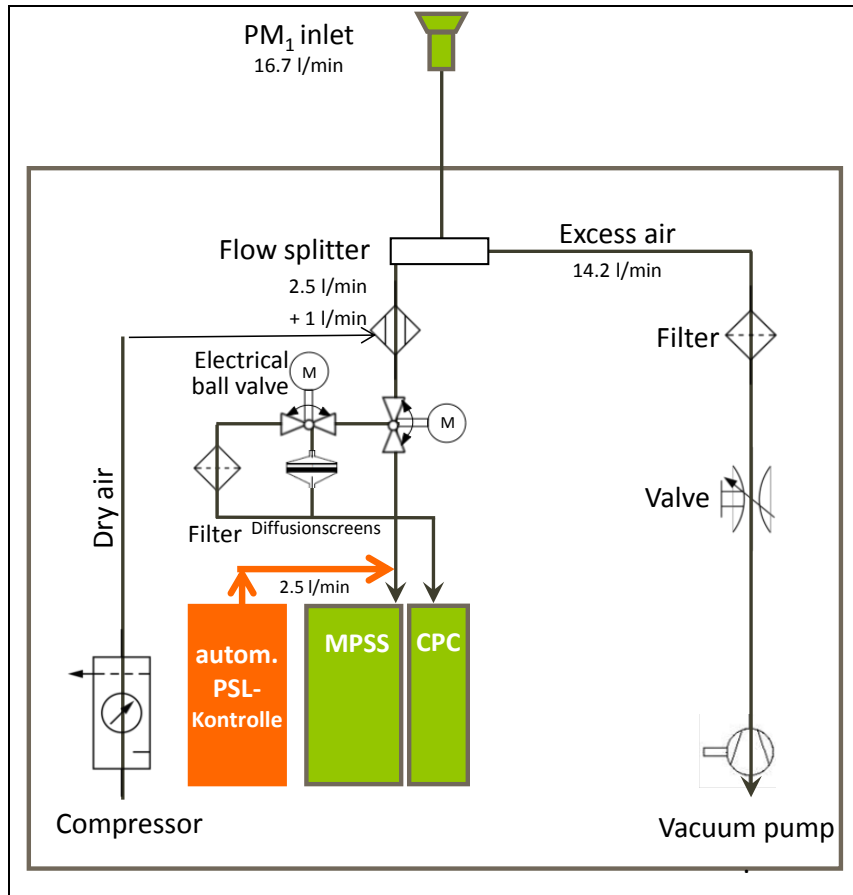 PM₁ inlet
16.7 l/min
Flow splitter
Excess air
2.5 l/min
14.2 l/min
+ 1 l/min
Filter
Electrical
ball valve
M
M
Dry air
Valve
Filter
Diffusionscreens
2.5 l/min
autom.
PSL-
Kontrolle
MPSS
CPC
Compressor
Vacuum pump